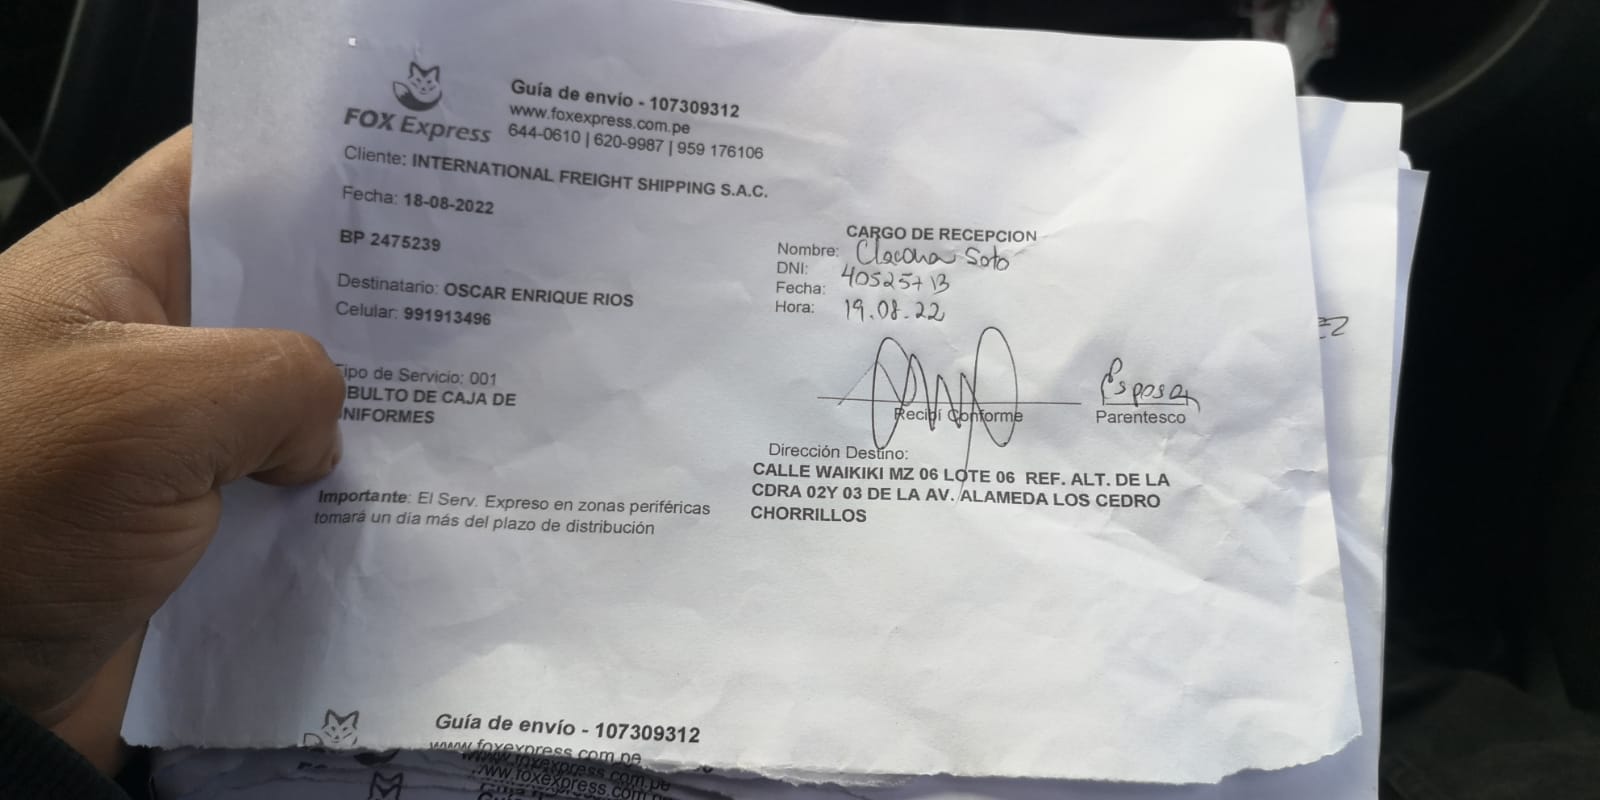 FOX Express
Guía de envío - 107309312
www.foxexpress.com.pe
644-0610 | 620-9987 | 959 176106
Cliente: INTERNATIONAL FREIGHT SHIPPING S.A.C.
Fecha: 18-08-2022
BP 2475239
Destinatario: OSCAR ENRIQUE RIOS
Celular: 991913496
ipo de Servicio: 001
BULTO DE CAJA DE
NIFORMES
Importante: El Serv. Expreso en zonas periféricas
tomará un día más del plazo de distribución
CARGO DE RECEPCION
Nombre: Soto
DNI:
Fecha:
Hora: 19.08.22
Recibí Conforme
Esposa
Parentesco
Dirección Destino:
CALLE WAIKIKI MZ 06 LOTE 06 REF. ALT. DE LA
CDRA 02Y 03 DE LA AV. ALAMEDA LOS CEDRO
CHORRILLOS
Guía de envío - 107309312
www.foxexpress.com.pe
www.foxexpress.com.pe